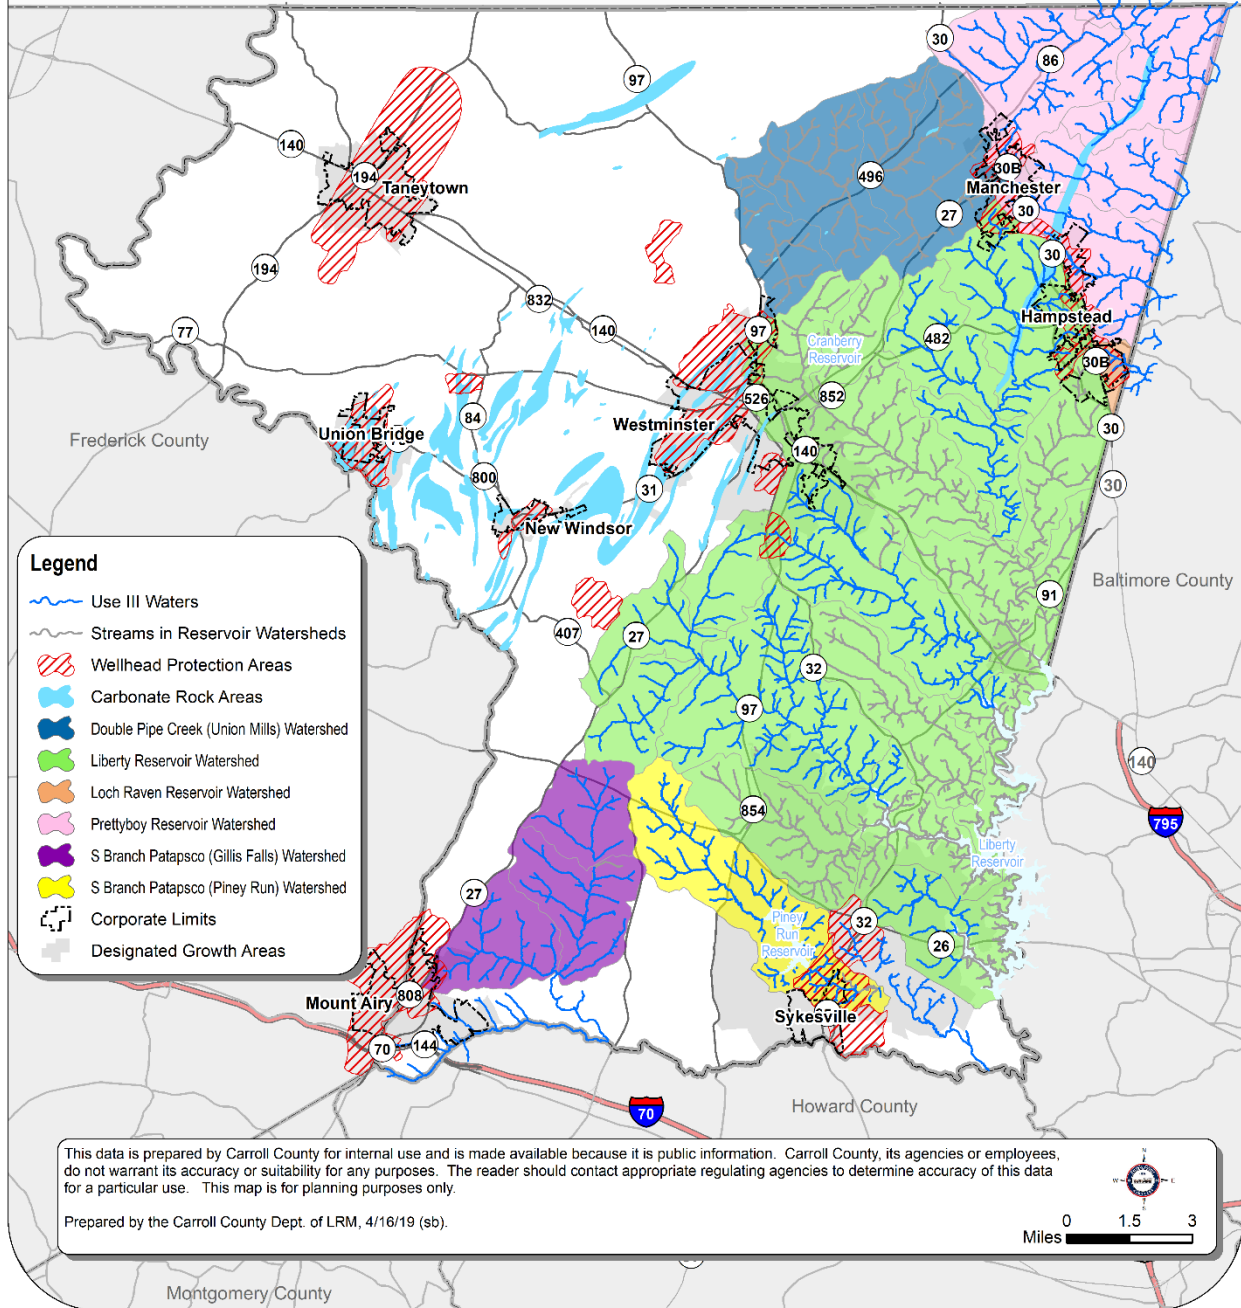 30
86
97
140
194
Taneytown
496
30B
Manchester
27
30
30
194
832
77
140
97
Cranberry
Reservoir
482
Hampstead
30B
526
852
84
Westminster
Union Bridge
Frederick County
140
30
800
31
30
New Windsor
Baltimore County
91
407
27
32
97
854
140
795
Liberty
Reservoir
27
32
Piney
Run
Reservoir
26
Mount Airy
808
Sykesville
70
144
70
Howard County
Montgomery County
Legend
Use III Waters
Streams in Reservoir Watersheds
Wellhead Protection Areas
Carbonate Rock Areas
Double Pipe Creek (Union Mills) Watershed
Liberty Reservoir Watershed
Loch Raven Reservoir Watershed
Prettyboy Reservoir Watershed
S Branch Patapsco (Gillis Falls) Watershed
S Branch Patapsco (Piney Run) Watershed
Corporate Limits
Designated Growth Areas
This data is prepared by Carroll County for internal use and is made available because it is public information. Carroll County, its agencies or employees,
do not warrant its accuracy or suitability for any purposes. The reader should contact appropriate regulating agencies to determine accuracy of this data
for a particular use. This map is for planning purposes only.
Prepared by the Carroll County Dept. of LRM, 4/16/19 (sb).
N
W E
S
0 1.5 3
Miles